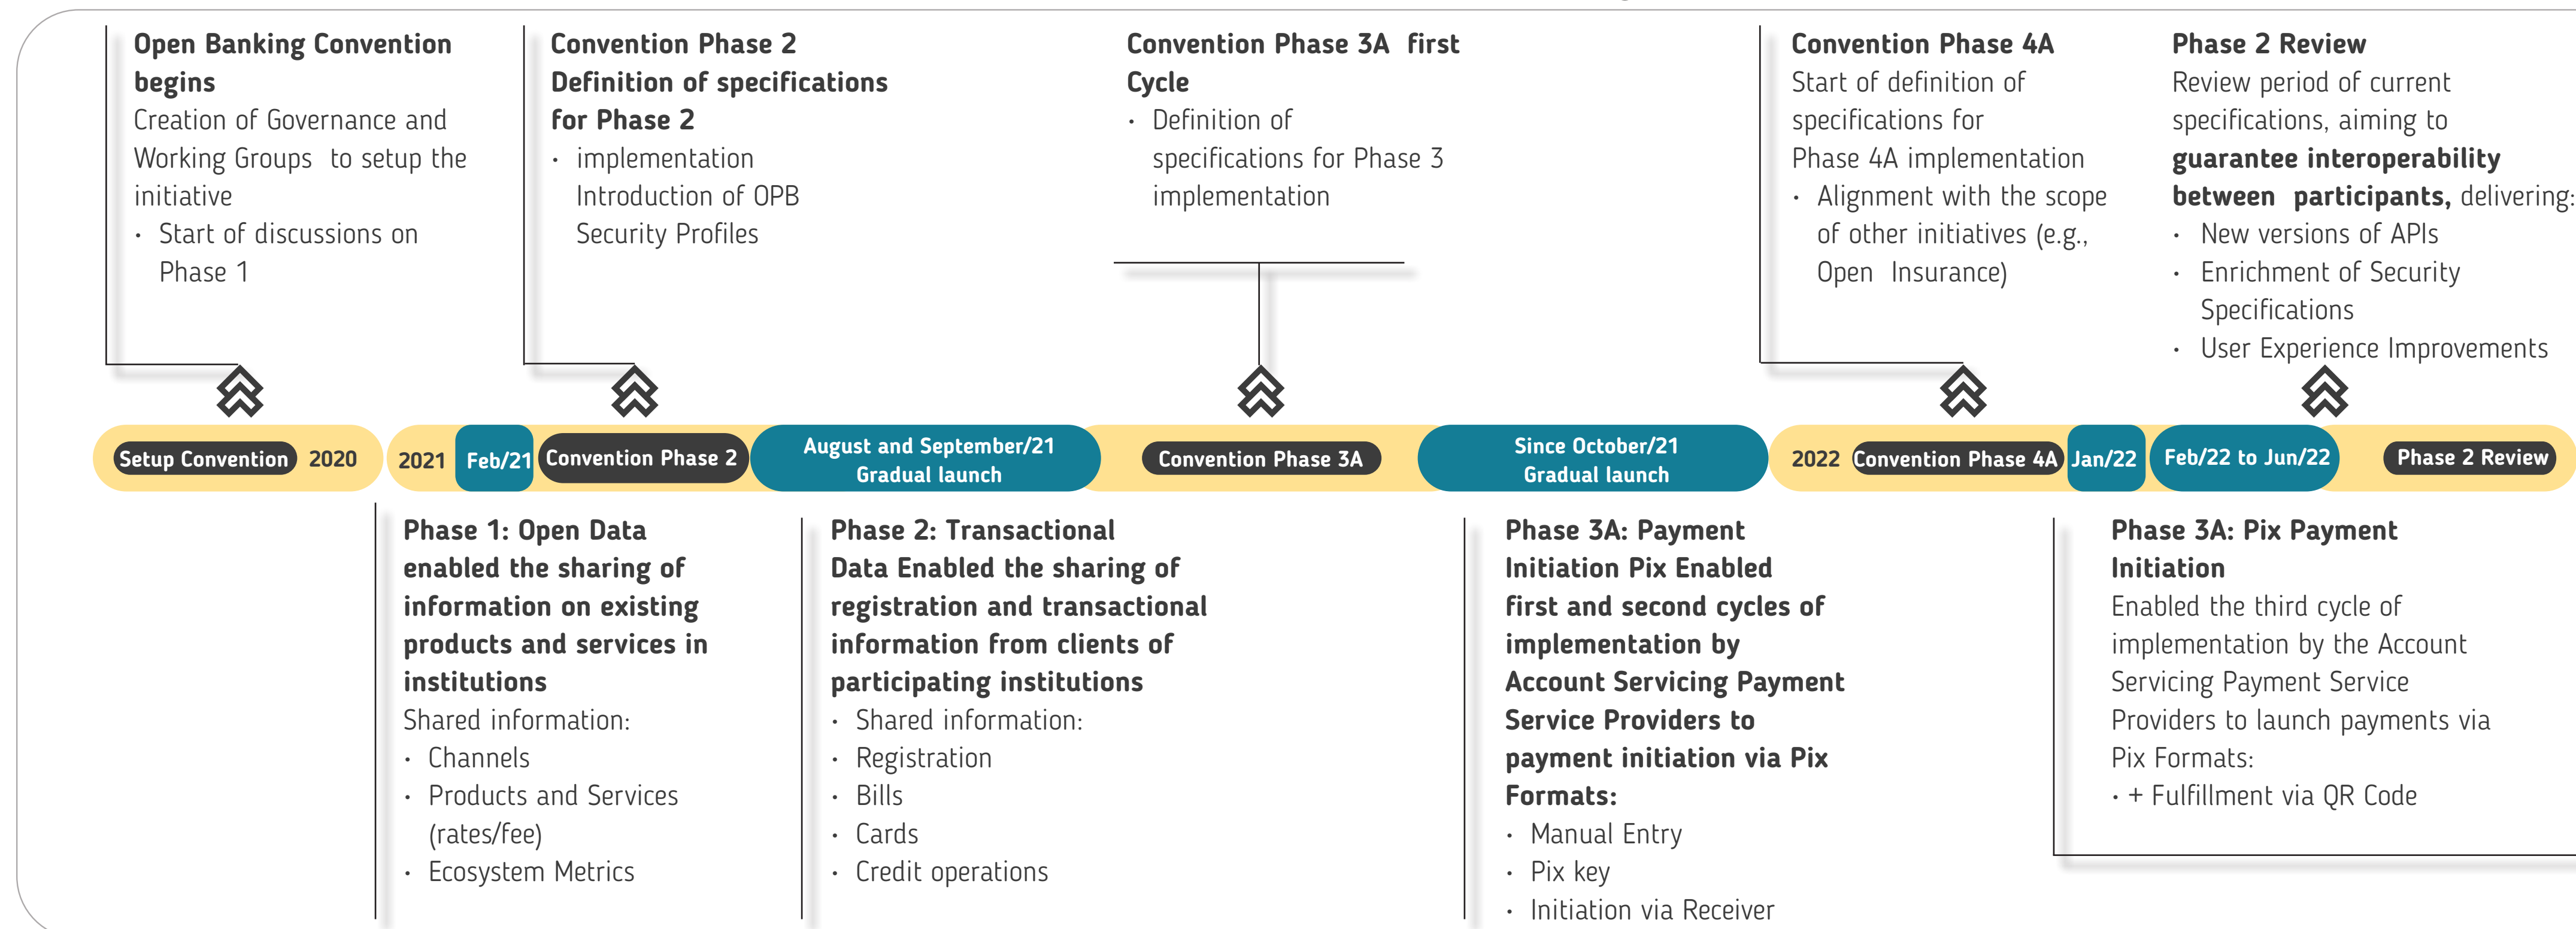 Open Banking Convention
begins
Creation of Governance and
Working Groups to setup the
initiative
• Start of discussions on
Phase 1
Convention Phase 2
Definition of specifications
for Phase 2
• implementation
Introduction of OPB
Security Profiles
Convention Phase 3A first
Cycle
• Definition of
specifications for Phase 3
implementation
Convention Phase 4A
Start of definition of
specifications for
Phase 4A implementation
• Alignment with the scope
of other initiatives (e.g.,
Open Insurance)
Phase 2 Review
Review period of current
specifications, aiming to
guarantee interoperability
between participants, delivering:
• New versions of APIs
• Enrichment of Security
Specifications
• User Experience Improvements
Setup Convention 2020
2021 Feb/21 Convention Phase 2
August and September/21
Gradual launch
Convention Phase 3A
Since October/21
Gradual launch
2022 Convention Phase 4A Jan/22 Feb/22 to Jun/22 Phase 2 Review
Phase 1: Open Data
enabled the sharing of
information on existing
products and services in
institutions
Shared information:
• Channels
• Products and Services
(rates/fee)
• Ecosystem Metrics
Phase 2: Transactional
Data Enabled the sharing of
registration and transactional
information from clients of
participating institutions
• Shared information:
• Registration
• Bills
• Cards
• Credit operations
Phase 3A: Payment
Initiation Pix Enabled
first and second cycles of
implementation by
Account Servicing Payment
Service Providers to
payment initiation via Pix
Formats:
• Manual Entry
• Pix key
• Initiation via Receiver
Phase 3A: Pix Payment
Initiation
Enabled the third cycle of
implementation by the Account
Servicing Payment Service
Providers to launch payments via
Pix Formats:
• + Fulfillment via QR Code